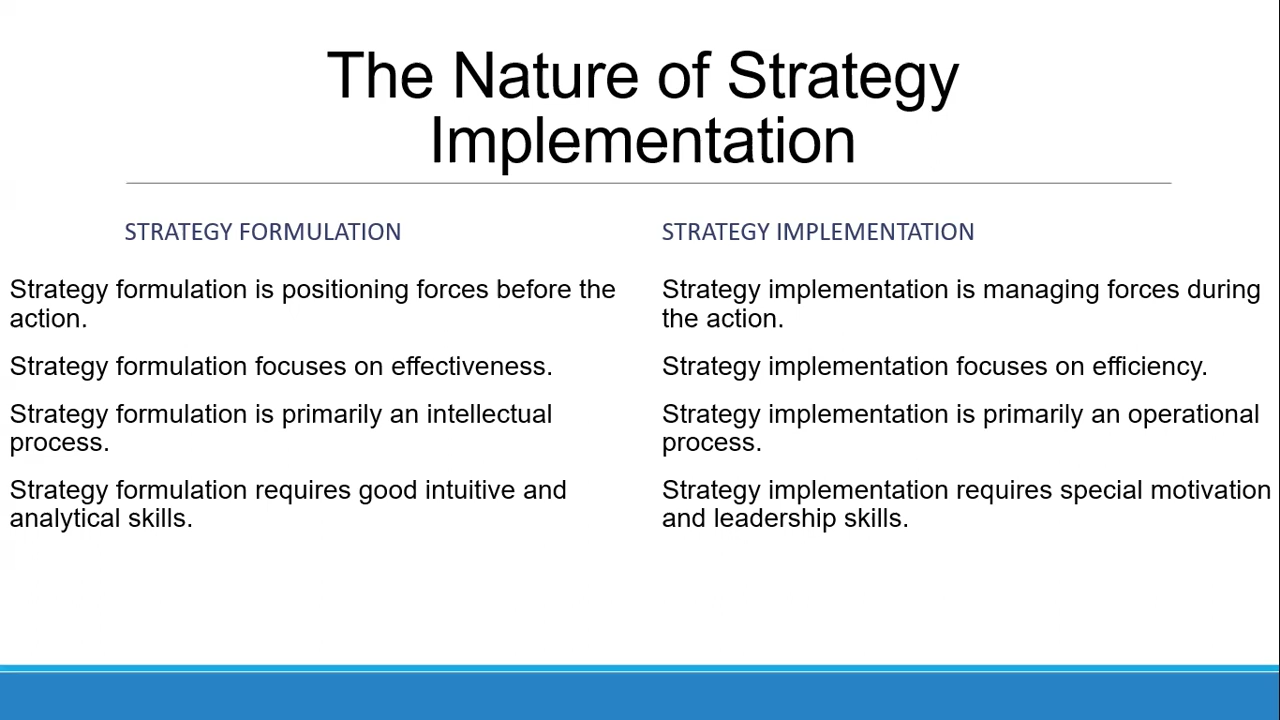 The Nature of Strategy
Implementation
STRATEGY FORMULATION
Strategy formulation is positioning forces before the
action.
Strategy formulation focuses on effectiveness.
Strategy formulation is primarily an intellectual
process.
Strategy formulation requires good intuitive and
analytical skills.
STRATEGY IMPLEMENTATION
Strategy implementation is managing forces during
the action.
Strategy implementation focuses on efficiency.
Strategy implementation is primarily an operational
process.
Strategy implementation requires special motivation
and leadership skills.